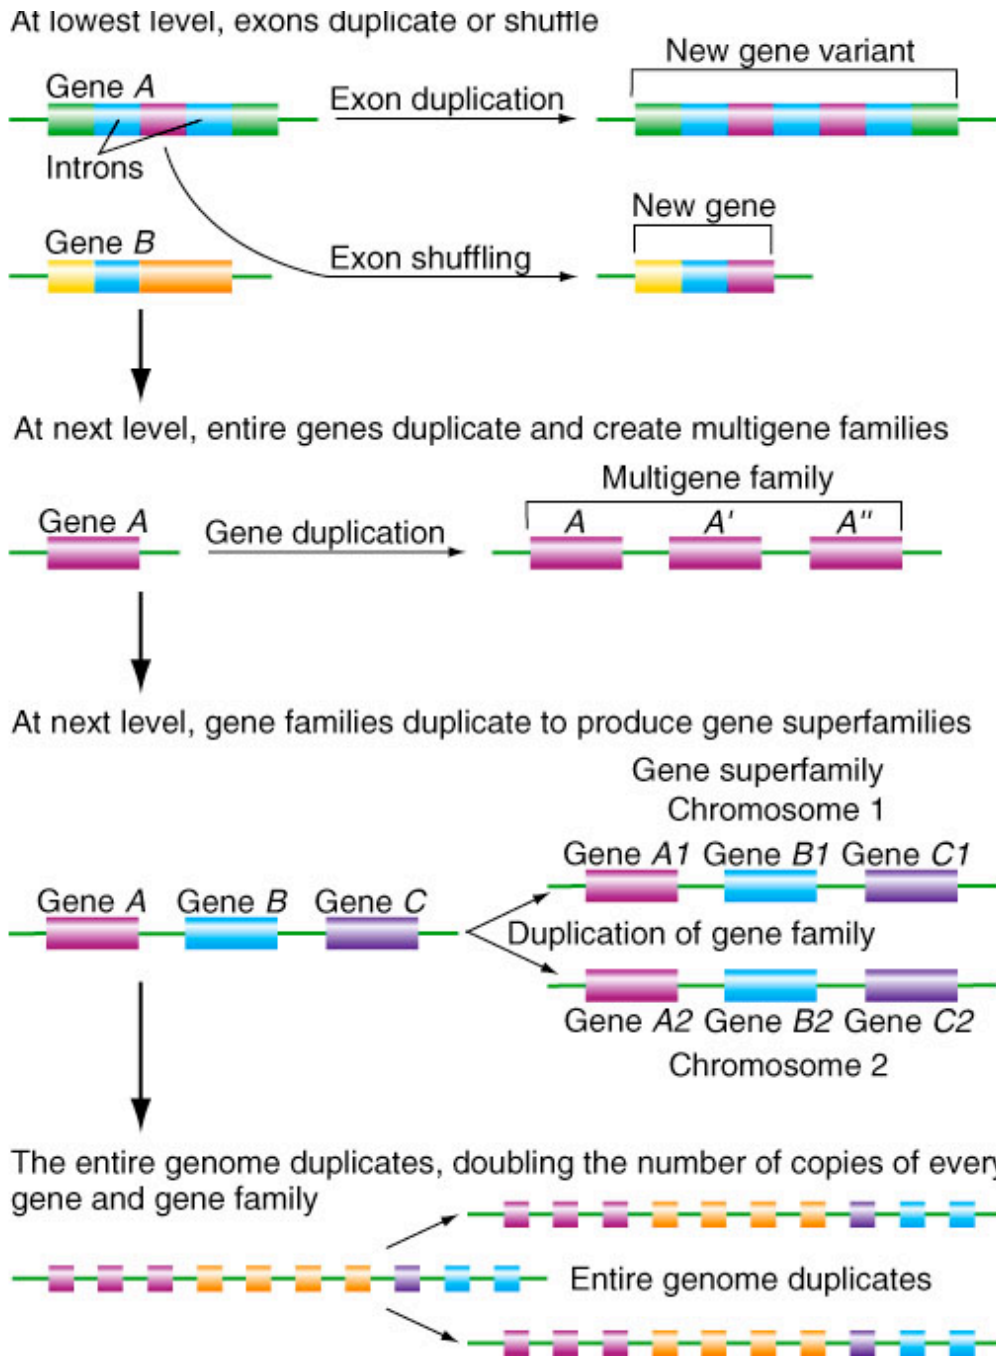 At lowest level, exons duplicate or shuffle
New gene variant
Gene A
Exon duplication
Introns
New gene
Gene B
Exon shuffling
At next level, entire genes duplicate and create multigene families
Multigene family
Gene A
Gene duplication
A A' A"
At next level, gene families duplicate to produce gene superfamilies
Gene superfamily
Chromosome 1
Gene A1 Gene B1 Gene C1
Gene A Gene B Gene C
Duplication of gene family
Gene A2 Gene B2 Gene C2
Chromosome 2
The entire genome duplicates, doubling the number of copies of every
gene and gene family
Entire genome duplicates